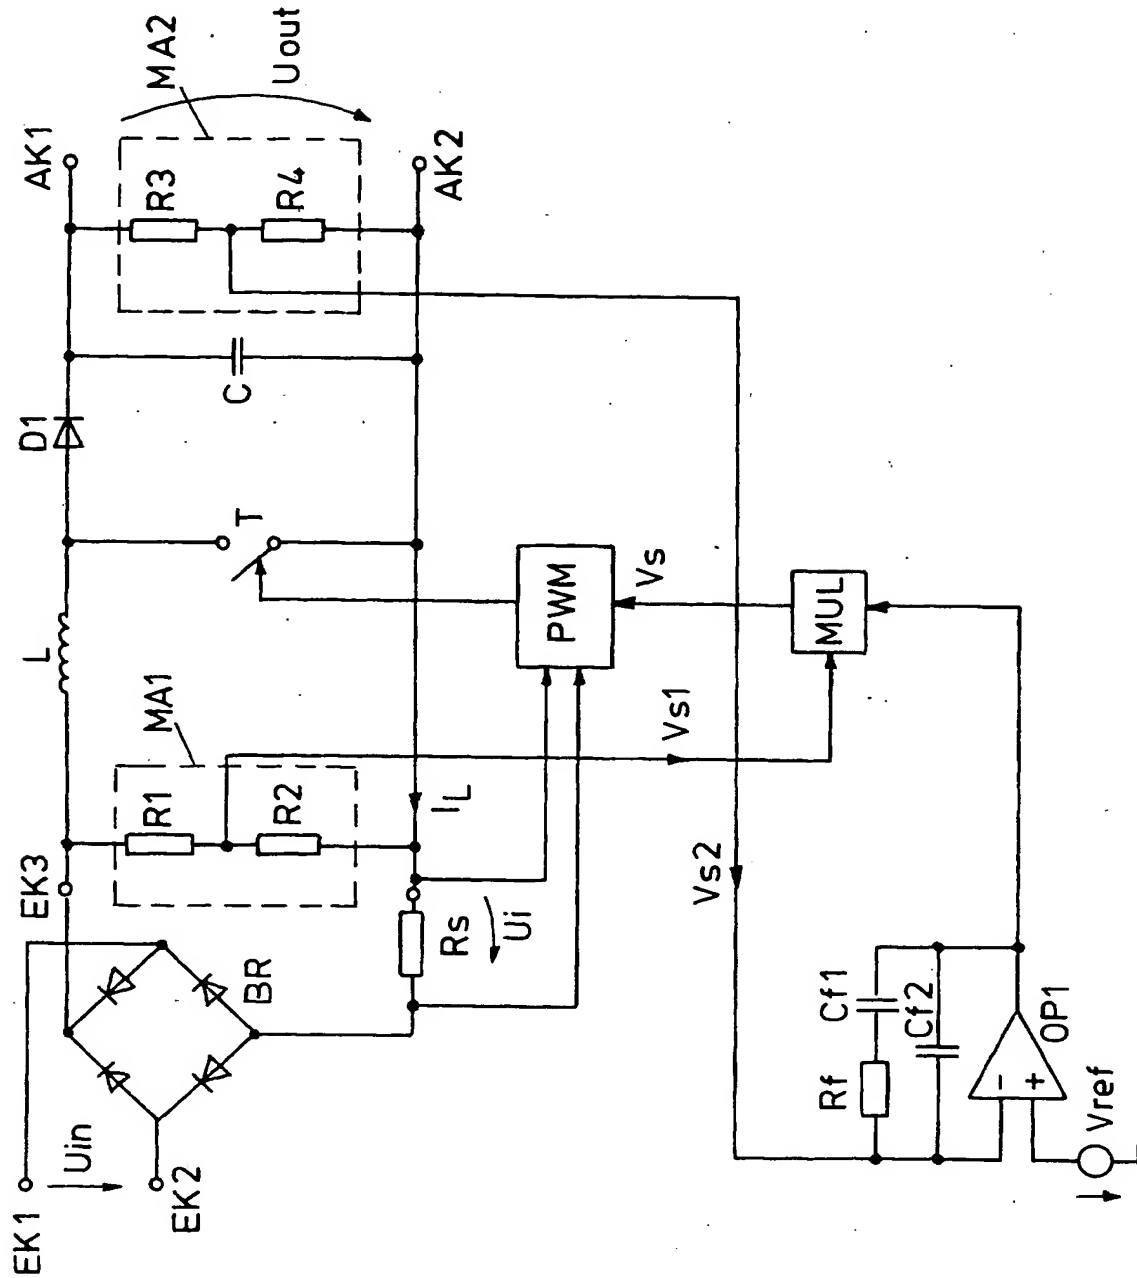 EK1
Uin
EK2
BR
EK3
MA1
R1
R2
L
D1
T
C
AK1
MA2
R3
R4
Uout
AK2
Rs
Ui
IL
PWM
Vs
Vs1
MUL
Vs2
Cf1
Rf
Cf2
-
+
OP1
Vref